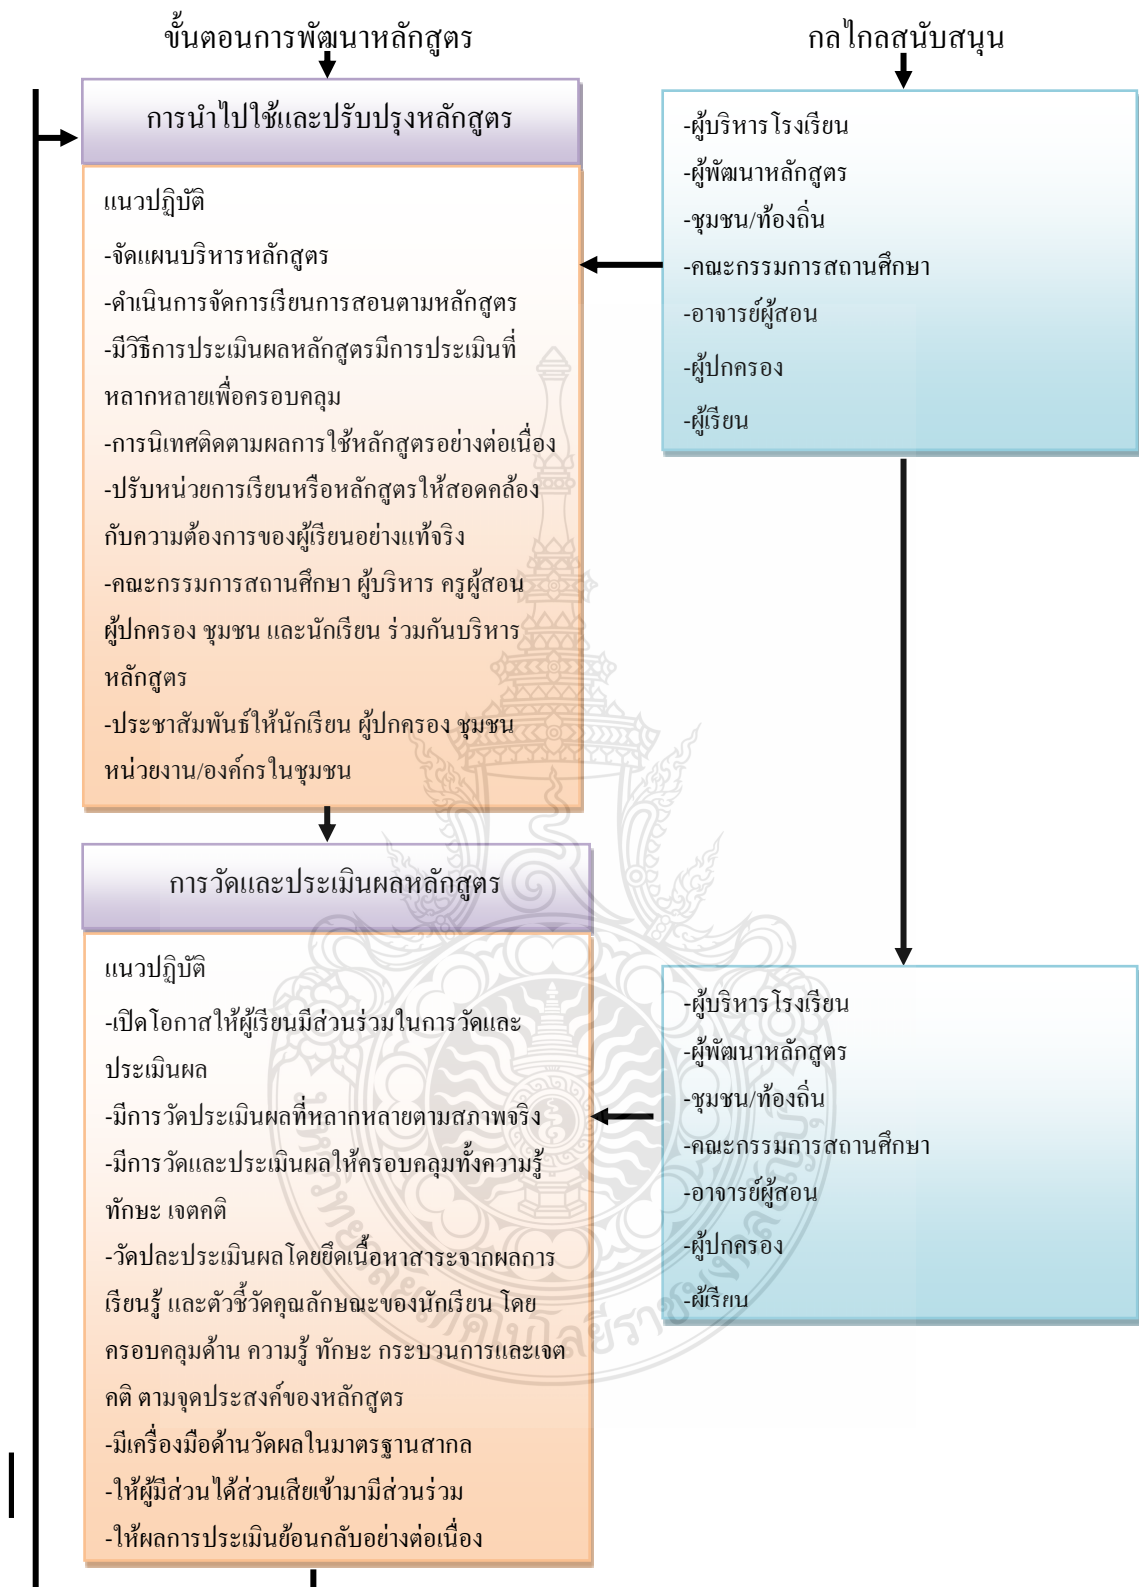 ขั้นตอนการพัฒนาหลักสูตร
การนำไปใช้และปรับปรุงหลักสูตร
แนวปฏิบัติ
-จัดแผนบริหารหลักสูตร
-ดำเนินการจัดการเรียนการสอนตามหลักสูตร
-มีวิธีการประเมินผลหลักสูตรมีการประเมินที่
หลากหลายเพื่อครอบคลุม
-การนิเทศติดตามผลการใช้หลักสูตรอย่างต่อเนื่อง
-ปรับหน่วยการเรียนหรือหลักสูตรให้สอดคล้อง
กับความต้องการของผู้เรียนอย่างแท้จริง
-คณะกรรมการสถานศึกษา ผู้บริหาร ครูผู้สอน
ผู้ปกครอง ชุมชน และนักเรียน ร่วมกันบริหาร
หลักสูตร
-ประชาสัมพันธ์ให้นักเรียน ผู้ปกครอง ชุมชน
หน่วยงาน/องค์กรในชุมชน
การวัดและประเมินผลหลักสูตร
แนวปฏิบัติ
-เปิดโอกาสให้ผู้เรียนมีส่วนร่วมในการวัดและ
ประเมินผล
-มีการวัดประเมินผลที่หลากหลายตามสภาพจริง
-มีการวัดและประเมินผลให้ครอบคลุมทั้งความรู้
ทักษะ เจตคติ
-วัดปละประเมินผลโดยยึดเนื้อหาสาระจากผลการ
เรียนรู้ และตัวชี้วัดคุณลักษณะของนักเรียน โดย
ครอบคลุมด้าน ความรู้ ทักษะ กระบวนการและเจต
คติ ตามจุดประสงค์ของหลักสูตร
-มีเครื่องมือด้านวัดผลในมาตรฐานสากล
-ให้ผู้มีส่วนได้ส่วนเสียเข้ามามีส่วนร่วม
-ให้ผลการประเมินย้อนกลับอย่างต่อเนื่อง
กลไกลสนับสนุน
-ผู้บริหารโรงเรียน
-ผู้พัฒนาหลักสูตร
-ชุมชน/ท้องถิ่น
-คณะกรรมการสถานศึกษา
-อาจารย์ผู้สอน
-ผู้ปกครอง
-ผู้เรียน
-ผู้บริหารโรงเรียน
-ผู้พัฒนาหลักสูตร
-ชุมชน/ท้องถิ่น
-คณะกรรมการสถานศึกษา
-อาจารย์ผู้สอน
-ผู้ปกครอง
-ผู้เรียน